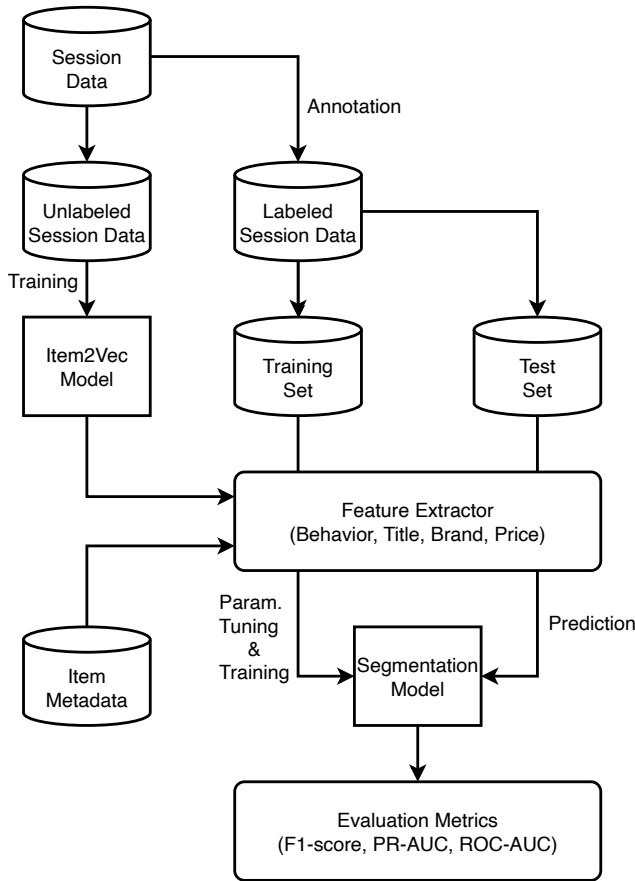 Session
Data
Annotation
Unlabeled
Session Data
Labeled
Session Data
Training
Item2Vec
Model
Training
Set
Test
Set
Feature Extractor
(Behavior, Title, Brand, Price)
Param.
Tuning
&
Training
Prediction
Item
Metadata
Segmentation
Model
Evaluation Metrics
(F1-score, PR-AUC, ROC-AUC)